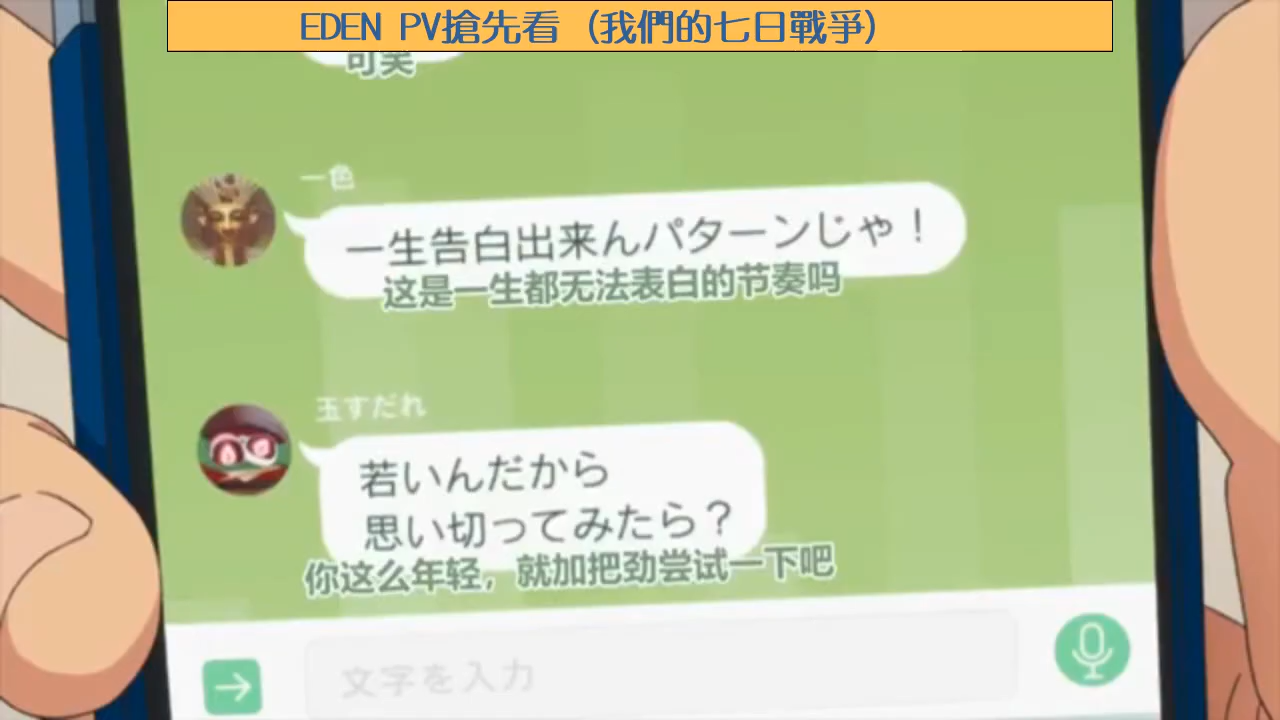 EDEN PV搶先看 (我們的七日戰爭)
可笑
一色
一生告白出来んパターンじゃ！
这是一生都无法表白的节奏吗
玉すだれ
若いんだから
思い切ってみたら？
你这么年轻，就加把劲尝试一下吧
文字を入力